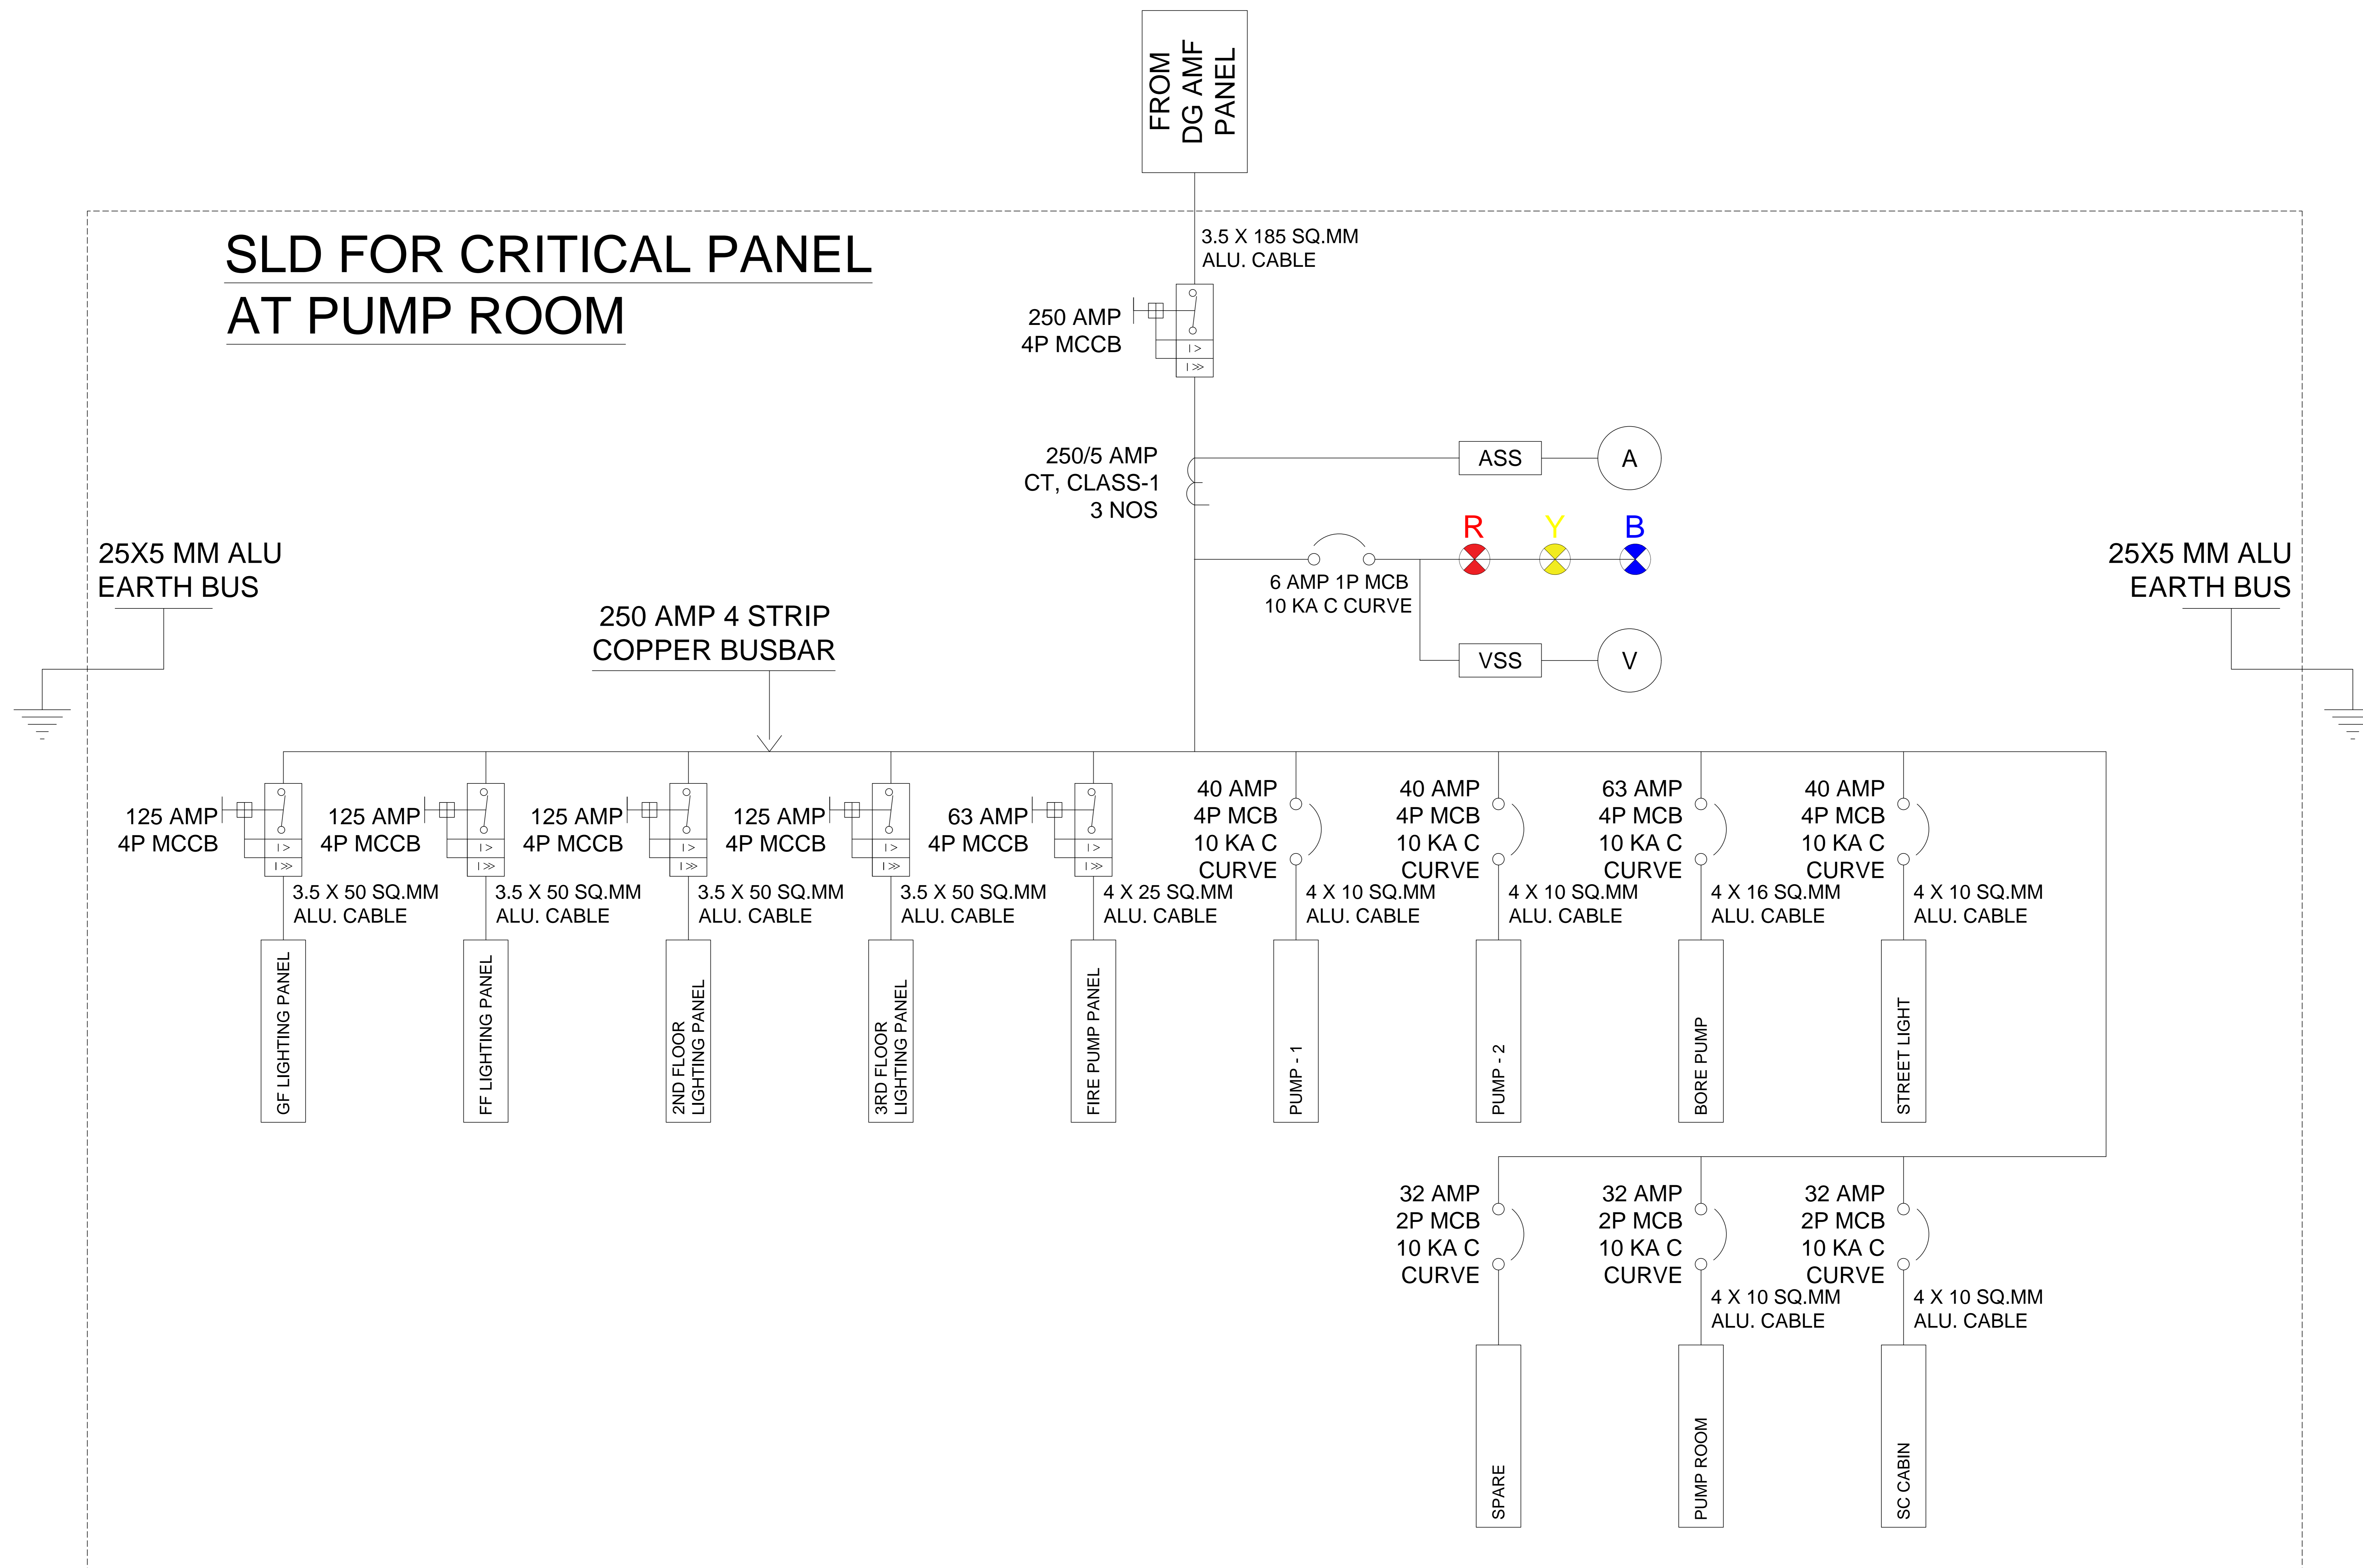 FROM
DG AMF
PANEL
SLD FOR CRITICAL PANEL
AT PUMP ROOM
3.5 X 185 SQ.MM
ALU. CABLE
250 AMP
4P MCCB
I >
I >>
250/5 AMP
CT, CLASS-1
3 NOS
ASS
A
R
Y
B
6 AMP 1P MCB
10 KA C CURVE
VSS
V
25X5 MM ALU
EARTH BUS
25X5 MM ALU
EARTH BUS
250 AMP 4 STRIP
COPPER BUSBAR
125 AMP
4P MCCB
I >
I >>
3.5 X 50 SQ.MM
ALU. CABLE
GF LIGHTING PANEL
125 AMP
4P MCCB
I >
I >>
3.5 X 50 SQ.MM
ALU. CABLE
FF LIGHTING PANEL
125 AMP
4P MCCB
I >
I >>
3.5 X 50 SQ.MM
ALU. CABLE
2ND FLOOR
LIGHTING PANEL
125 AMP
4P MCCB
I >
I >>
3.5 X 50 SQ.MM
ALU. CABLE
3RD FLOOR
LIGHTING PANEL
63 AMP
4P MCCB
I >
I >>
4 X 25 SQ.MM
ALU. CABLE
FIRE PUMP PANEL
40 AMP
4P MCB
10 KA C
CURVE
4 X 10 SQ.MM
ALU. CABLE
PUMP - 1
40 AMP
4P MCB
10 KA C
CURVE
4 X 10 SQ.MM
ALU. CABLE
PUMP - 2
63 AMP
4P MCB
10 KA C
CURVE
4 X 16 SQ.MM
ALU. CABLE
BORE PUMP
40 AMP
4P MCB
10 KA C
CURVE
4 X 10 SQ.MM
ALU. CABLE
STREET LIGHT
32 AMP
2P MCB
10 KA C
CURVE
SPARE
32 AMP
2P MCB
10 KA C
CURVE
4 X 10 SQ.MM
ALU. CABLE
PUMP ROOM
32 AMP
2P MCB
10 KA C
CURVE
4 X 10 SQ.MM
ALU. CABLE
SC CABIN